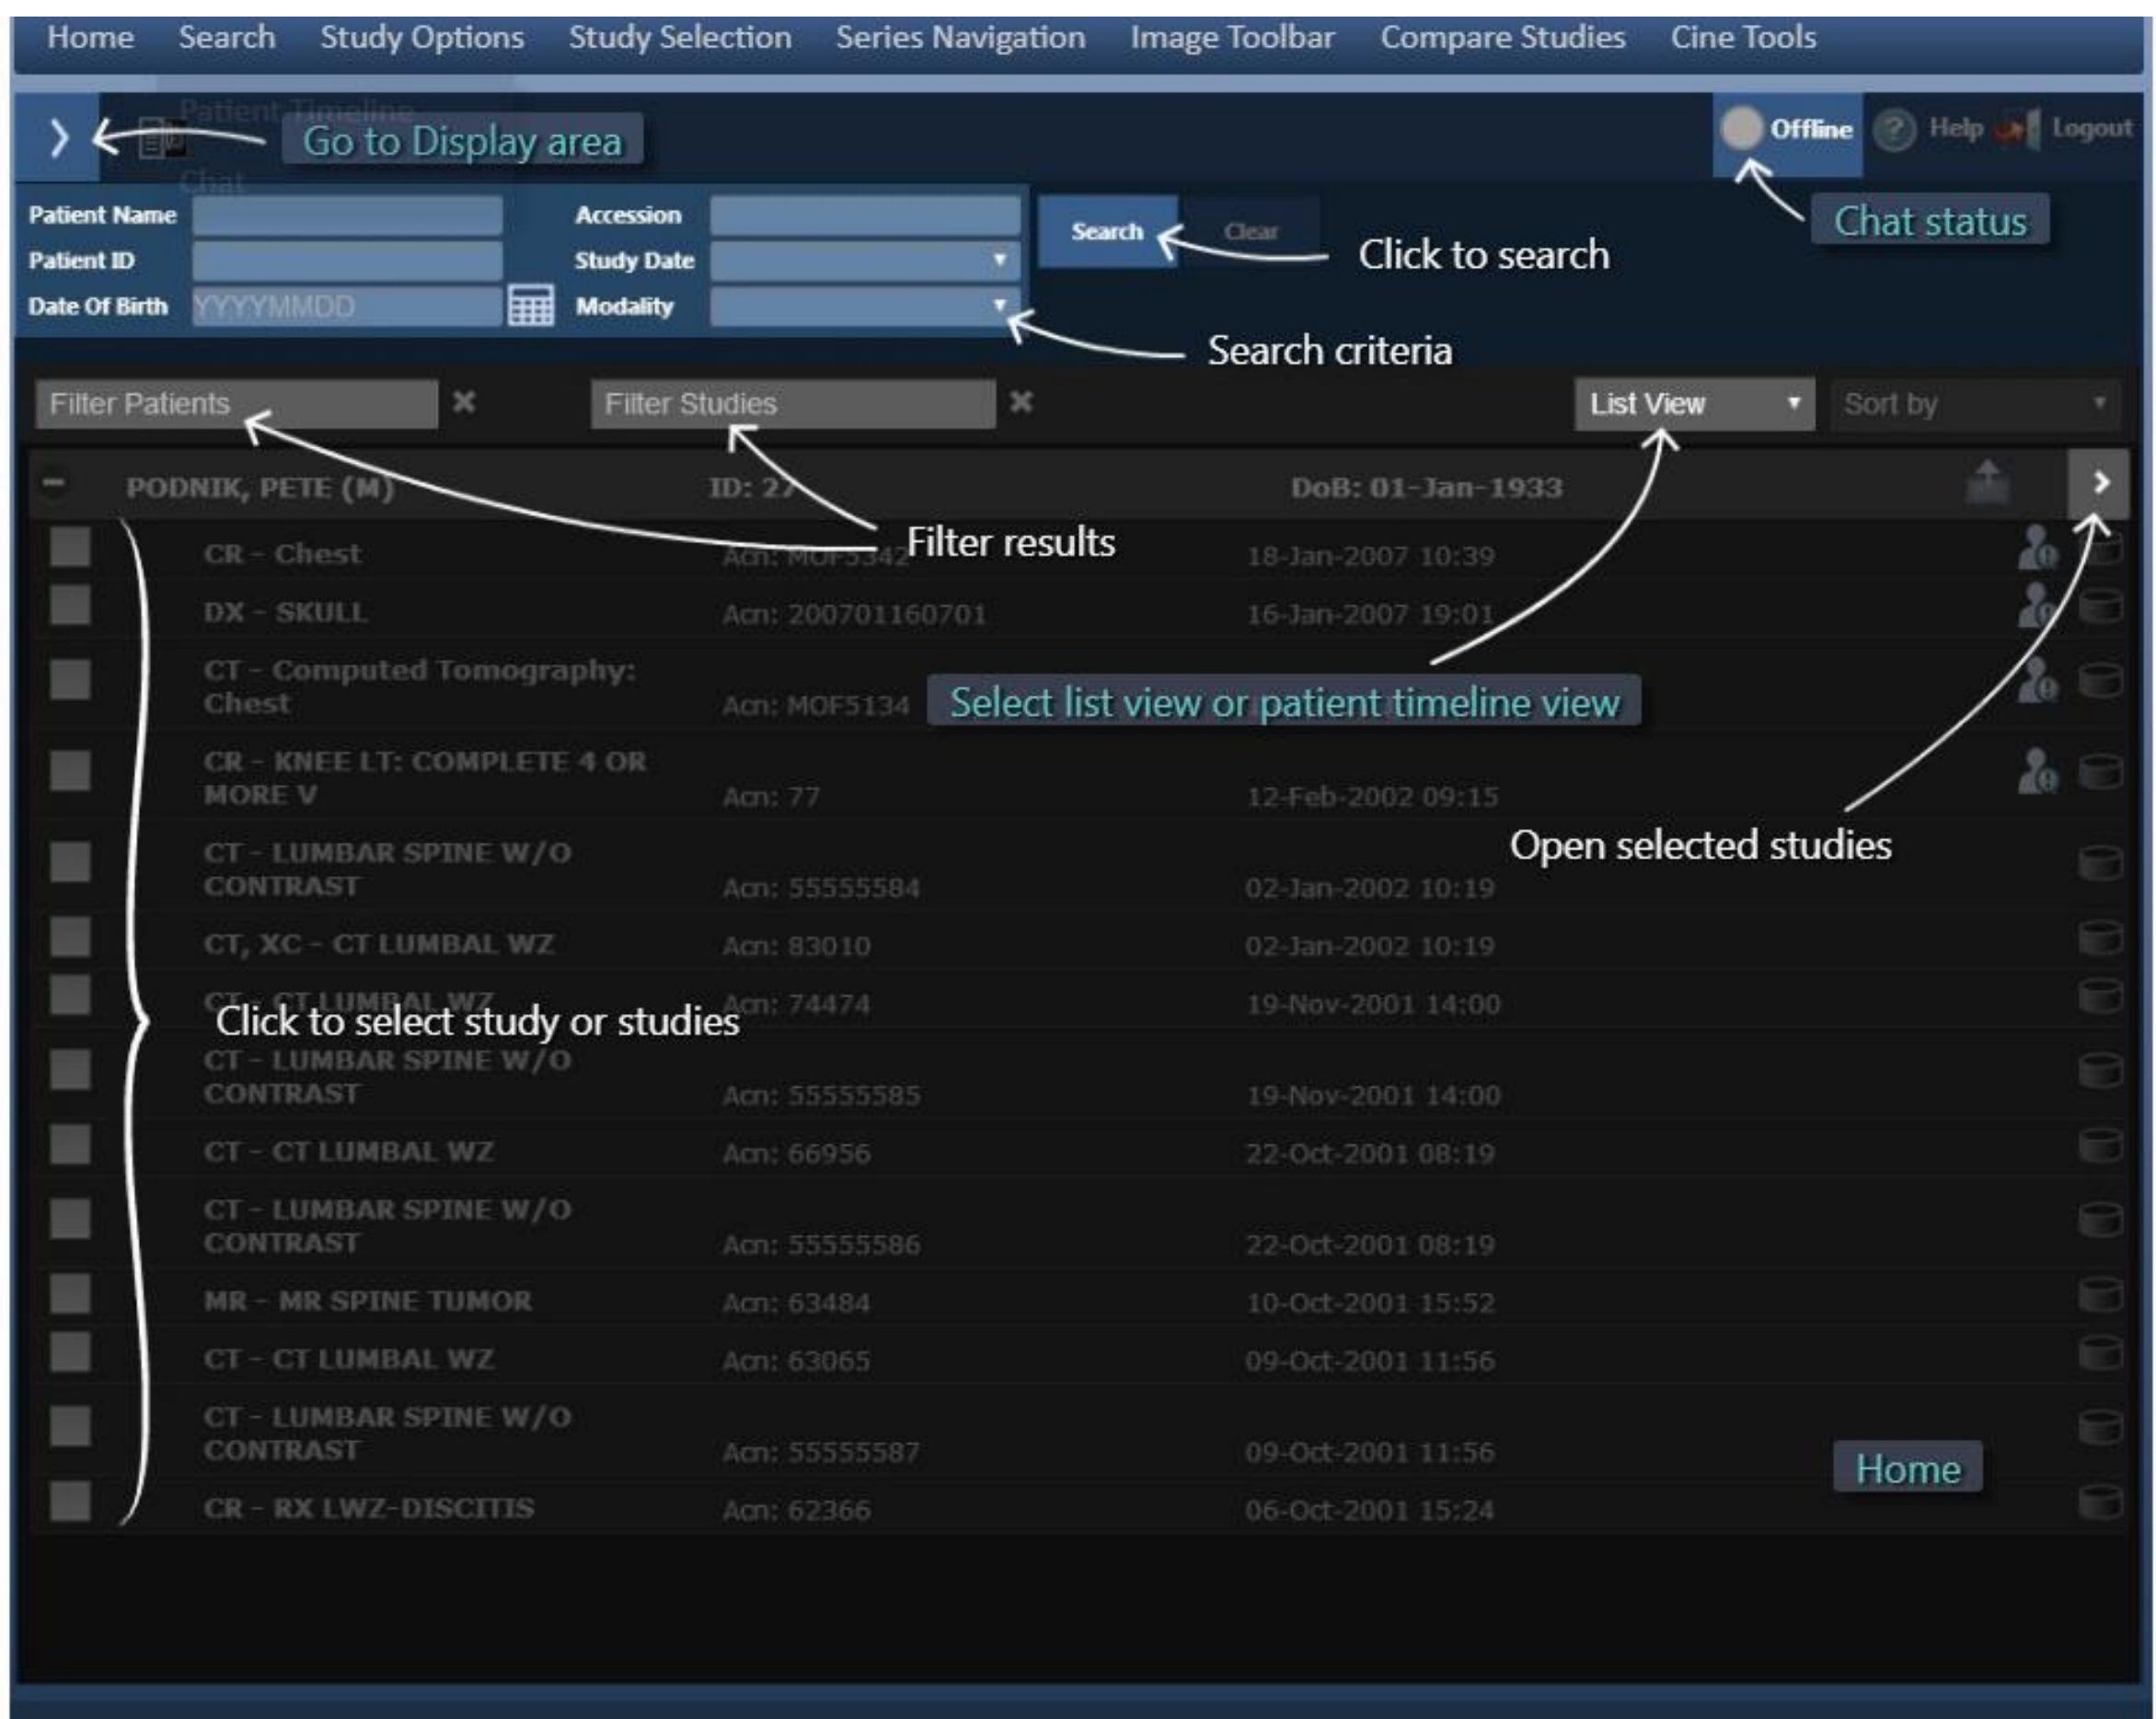 Home Search Study Options Study Selection Series Navigation Image Toolbar Compare Studies Cine Tools
Patient Timeline
Go to Display area
Offline Help Logout
Chat
Chat status
Patient Name Accession Search Clear
Click to search
Patient ID Study Date
Date Of Birth YYYYMMDD Modality
Search criteria
Filter Patients Filter Studies List View Sort by
PODNIK, PETE (M) ID: 27 DoB: 01-Jan-1933
Filter results
CR - Chest Acn: MOF5342 18-Jan-2007 10:39
DX - SKULL Acn: 200701160701 16-Jan-2007 19:01
CT - Computed Tomography:
Chest Acn: MOF5134
Select list view or patient timeline view
CR - KNEE LT: COMPLETE 4 OR
MORE V Acn: 77 12-Feb-2002 09:15
Open selected studies
CT - LUMBAR SPINE W/O
CONTRAST Acn: 55555584 02-Jan-2002 10:19
CT, XC - CT LUMBAL WZ Acn: 83010 02-Jan-2002 10:19
CT - CT LUMBAL WZ Acn: 74474 19-Nov-2001 14:00
Click to select study or studies
CT - LUMBAR SPINE W/O
CONTRAST Acn: 55555585 19-Nov-2001 14:00
CT - CT LUMBAL WZ Acn: 66956 22-Oct-2001 08:19
CT - LUMBAR SPINE W/O
CONTRAST Acn: 55555586 22-Oct-2001 08:19
MR - MR SPINE TUMOR Acn: 63484 10-Oct-2001 15:52
CT - CT LUMBAL WZ Acn: 63065 09-Oct-2001 11:56
CT - LUMBAR SPINE W/O
CONTRAST Acn: 55555587 09-Oct-2001 11:56
Home
CR - RX LWZ-DISCITIS Acn: 62366 06-Oct-2001 15:24